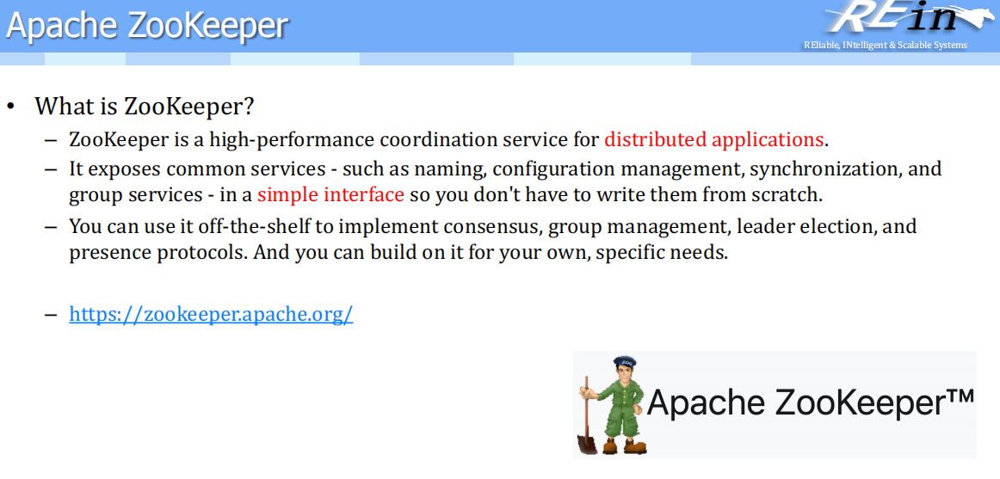 Apache ZooKeeper
REin
REliable, INtelligent & Scalable Systems
• What is ZooKeeper?
– ZooKeeper is a high-performance coordination service for distributed applications.
– It exposes common services - such as naming, configuration management, synchronization, and
group services - in a simple interface so you don't have to write them from scratch.
– You can use it off-the-shelf to implement consensus, group management, leader election, and
presence protocols. And you can build on it for your own, specific needs.
– https://zookeeper.apache.org/
Apache ZooKeeper™